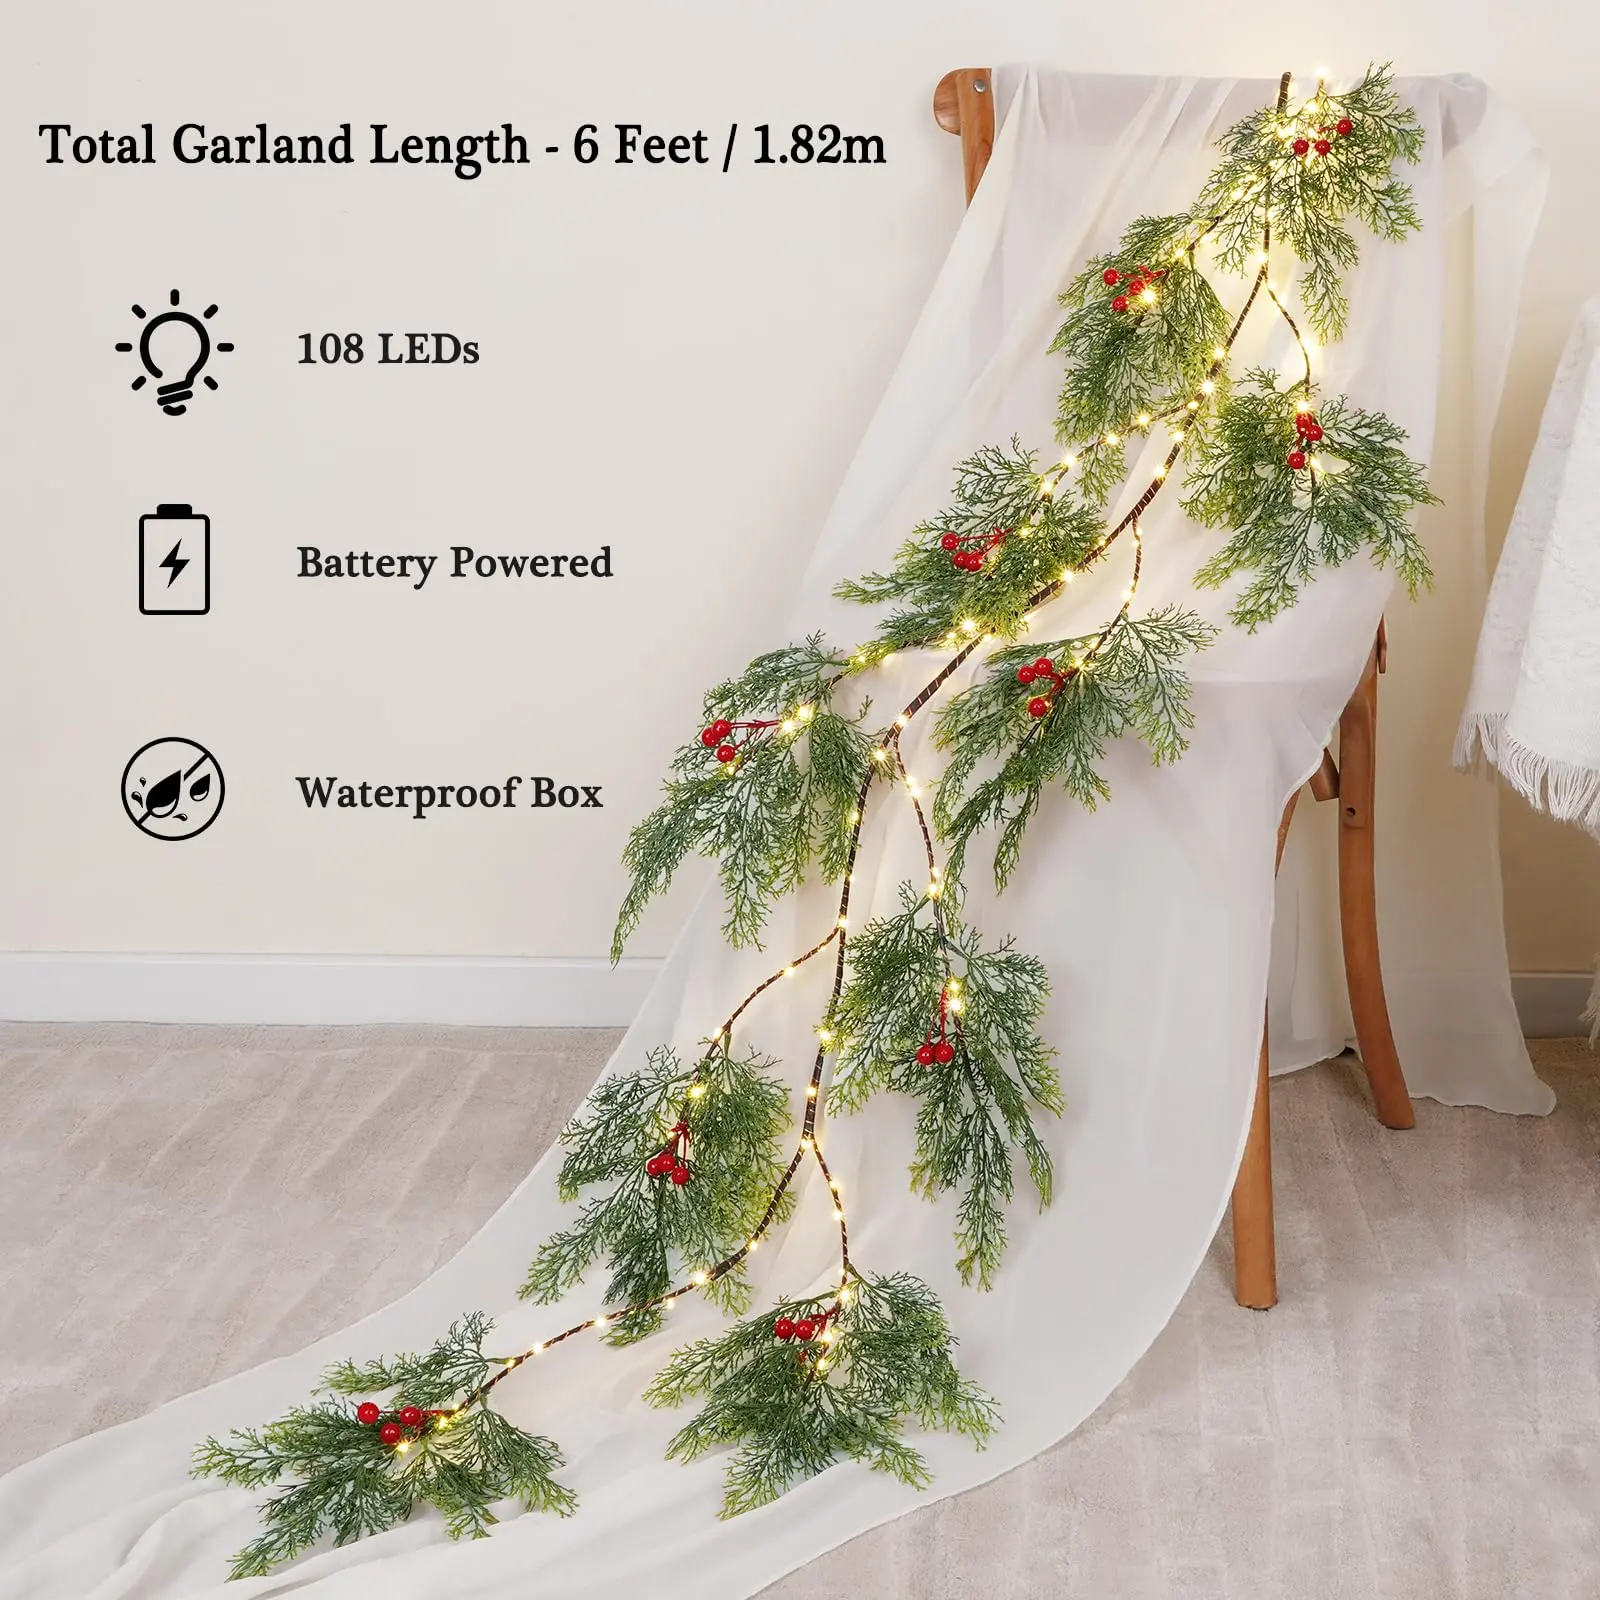 Total Garland Length - 6 Feet / 1.82m
108 LEDs
Battery Powered
Waterproof Box